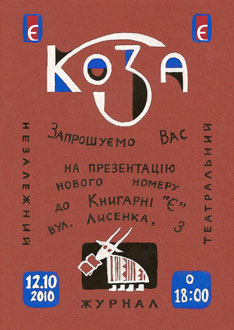 Є Є
КОЗА
НЕЗАЛЕЖНИЙ
ЗАПРОШУЄМО ВАС
НА ПРЕЗЕНТАЦІЮ
НОВОГО НОМЕРУ
ДО КНИГАРНІ "Є"
ВУЛ. ЛИСЕНКА, 3
ТЕАТРАЛЬНИЙ
12.10
2010
ЖУРНАЛ
О
18:00